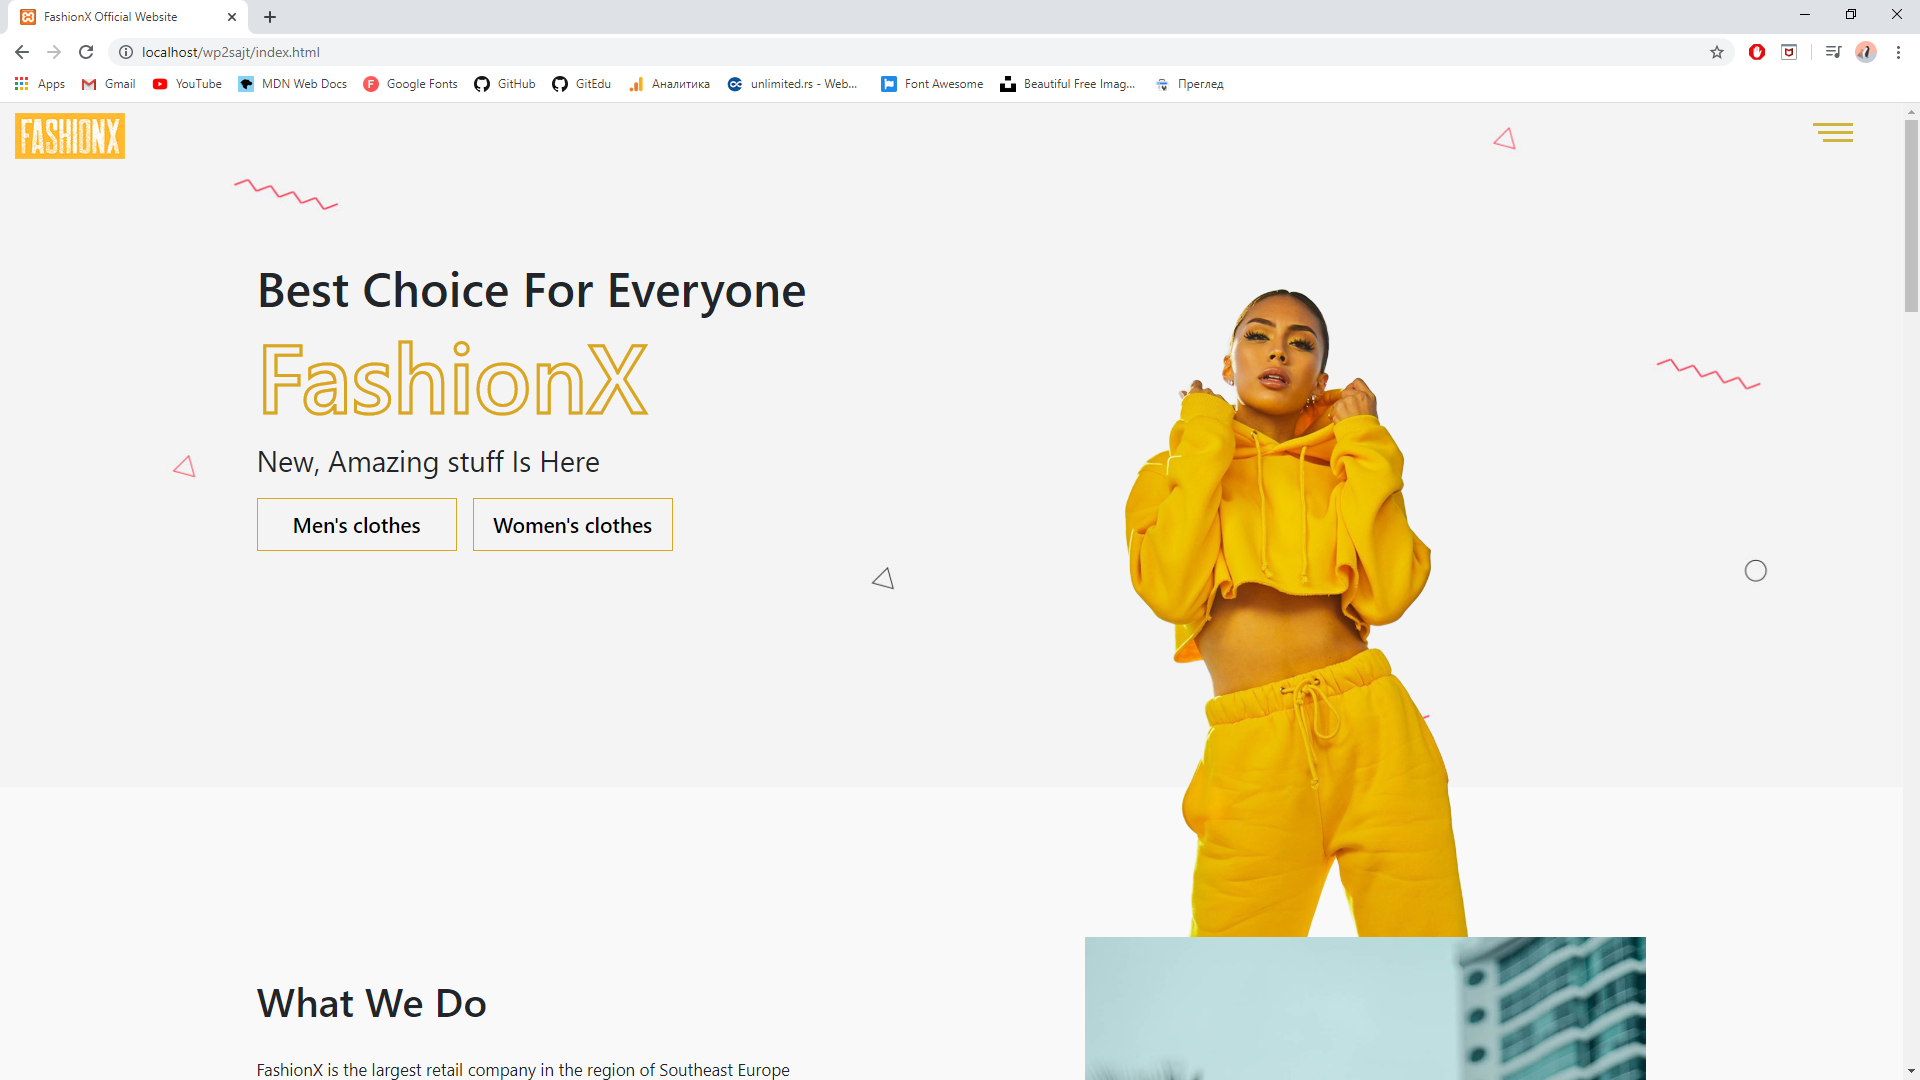 FashionX Official Website
localhost/wp2sajt/index.html
Apps
Gmail
YouTube
MDN Web Docs
Google Fonts
GitHub
GitEdu
Аналитика
unlimited.rs - Web...
Font Awesome
Beautiful Free Imag...
Преглед
FASHIONX
Best Choice For Everyone
FashionX
New, Amazing stuff Is Here
Men's clothes
Women's clothes
What We Do
FashionX is the largest retail company in the region of Southeast Europe